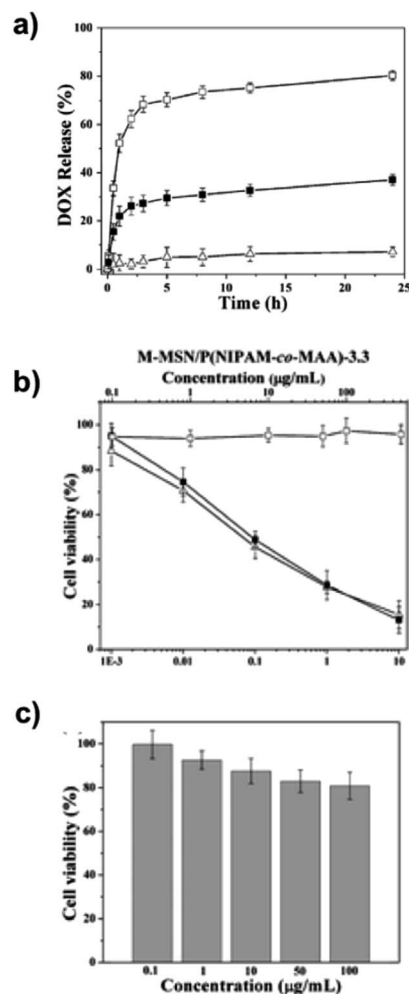 a)
DOX Release (%)
100
80
60
40
20
0
0 5 10 15 20 25
Time (h)
b)
M-MSN/P(NIPAM-co-MAA)-3.3
Concentration (µg/mL)
0.1 1 10 100
Cell viability (%)
100
80
60
40
20
0
1E-3 0.01 0.1 1 10
c)
Cell viability (%)
100
80
60
40
20
0
0.1 1 10 50 100
Concentration (µg/mL)